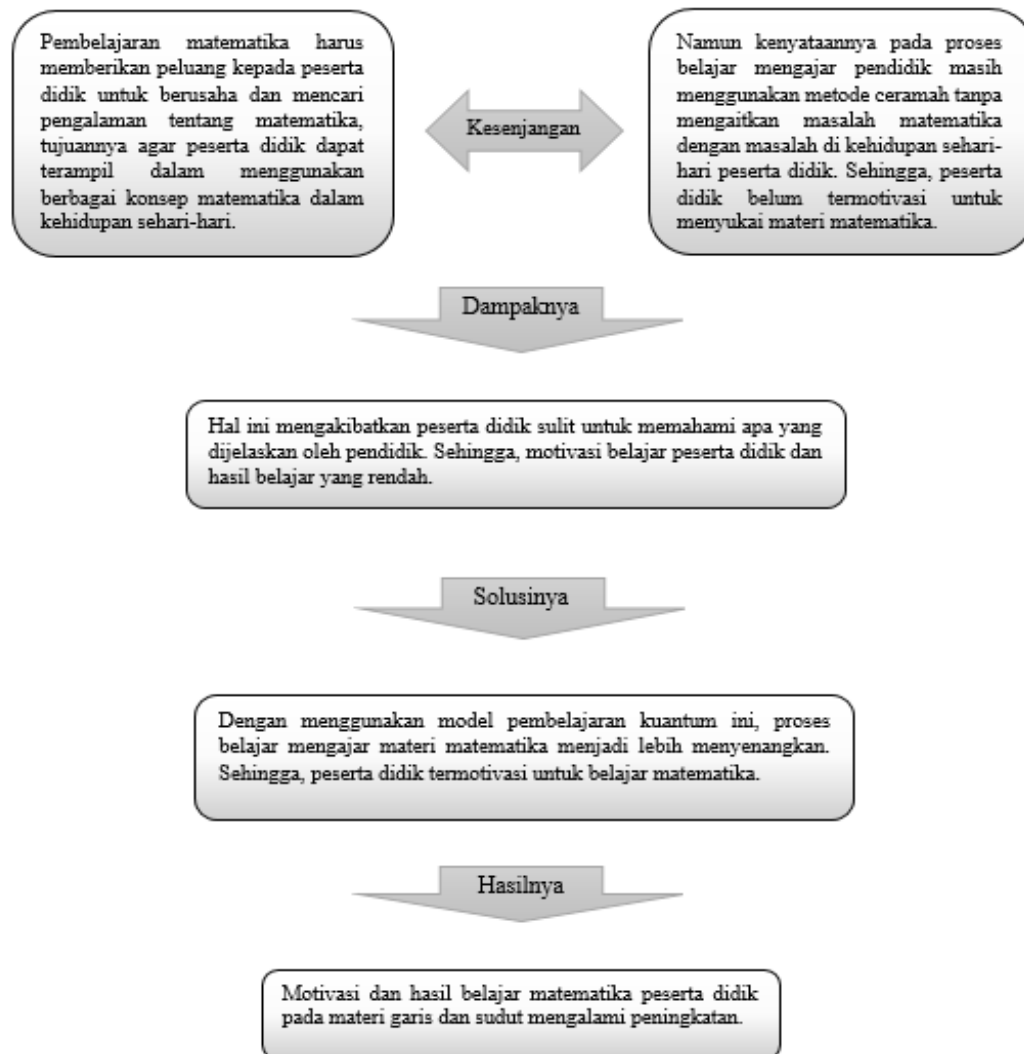 Pembelajaran matematika harus
memberikan peluang kepada peserta
didik untuk berusaha dan mencari
pengalaman tentang matematika,
tujuannya agar peserta didik dapat
terampil dalam menggunakan
berbagai konsep matematika dalam
kehidupan sehari-hari.
Kesenjangan
Namun kenyataannya pada proses
belajar mengajar pendidik masih
menggunakan metode ceramah tanpa
mengaitkan masalah matematika
dengan masalah di kehidupan sehari-
hari peserta didik. Sehingga, peserta
didik belum termotivasi untuk
menyukai materi matematika.
Dampaknya
Hal ini mengakibatkan peserta didik sulit untuk memahami apa yang
dijelaskan oleh pendidik. Sehingga, motivasi belajar peserta didik dan
hasil belajar yang rendah.
Solusinya
Dengan menggunakan model pembelajaran kuantum ini, proses
belajar mengajar materi matematika menjadi lebih menyenangkan.
Sehingga, peserta didik termotivasi untuk belajar matematika.
Hasilnya
Motivasi dan hasil belajar matematika peserta didik
pada materi garis dan sudut mengalami peningkatan.